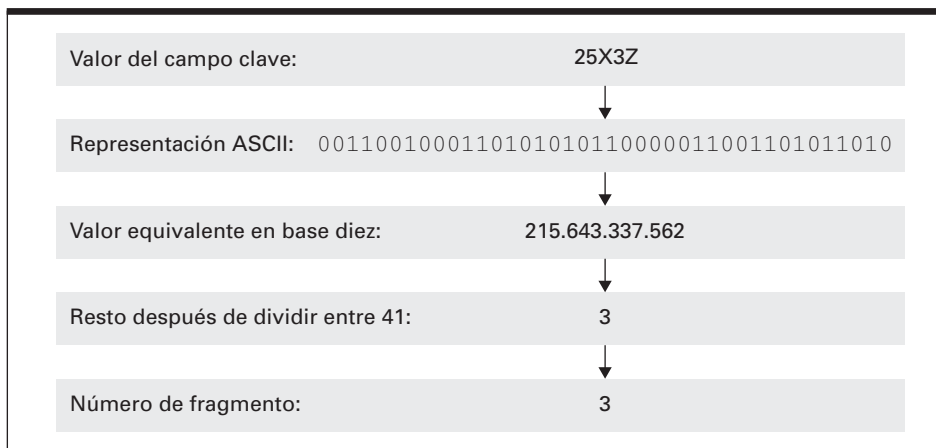 Valor del campo clave: 25X3Z
Representación ASCII: 0011001000110101010110000011001101011010
Valor equivalente en base diez: 215.643.337.562
Resto después de dividir entre 41: 3
Número de fragmento: 3